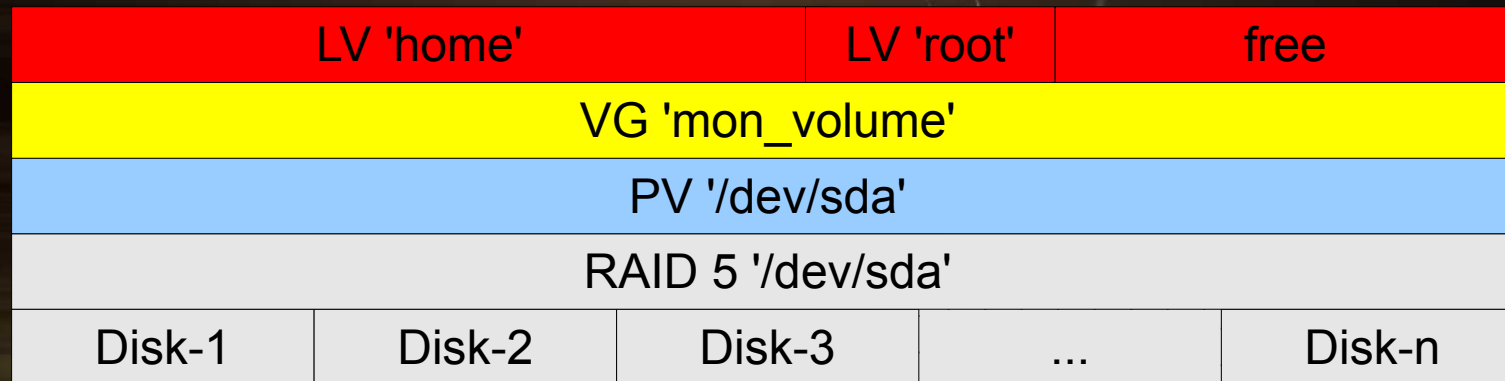 LV 'home' LV 'root' free
VG 'mon_volume'
PV '/dev/sda'
RAID 5 '/dev/sda'
Disk-1 Disk-2 Disk-3 ... Disk-n